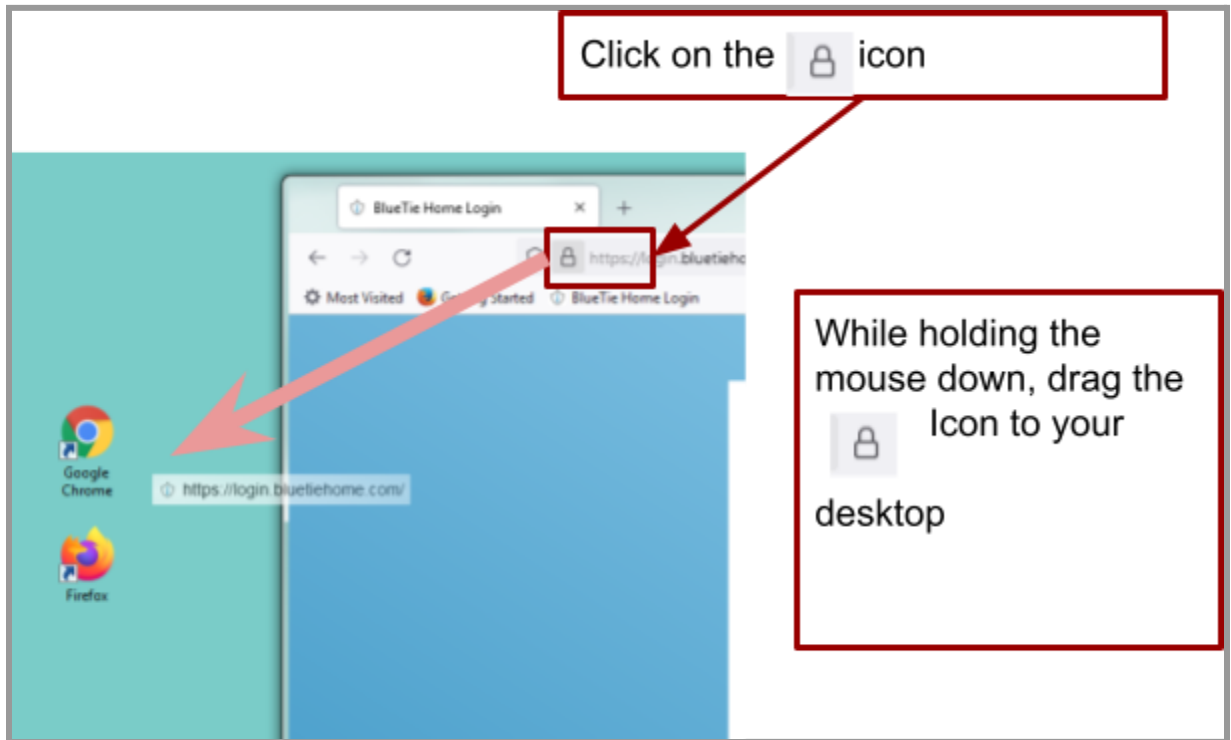 Click on the icon
BlueTie Home Login
https://login.bluetieho
Most Visited
Getting Started
BlueTie Home Login
While holding the
mouse down, drag the
Icon to your
desktop
Google
Chrome
https://login.bluetiehome.com/
Firefox